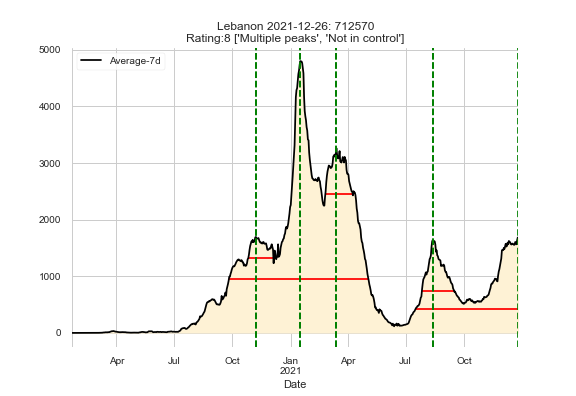 Lebanon 2021-12-26: 712570
Rating:8 ['Multiple peaks', 'Not in control']
Average-7d
5000
4000
3000
2000
1000
0
Apr Jul Oct Jan Apr Jul Oct
2021
Date